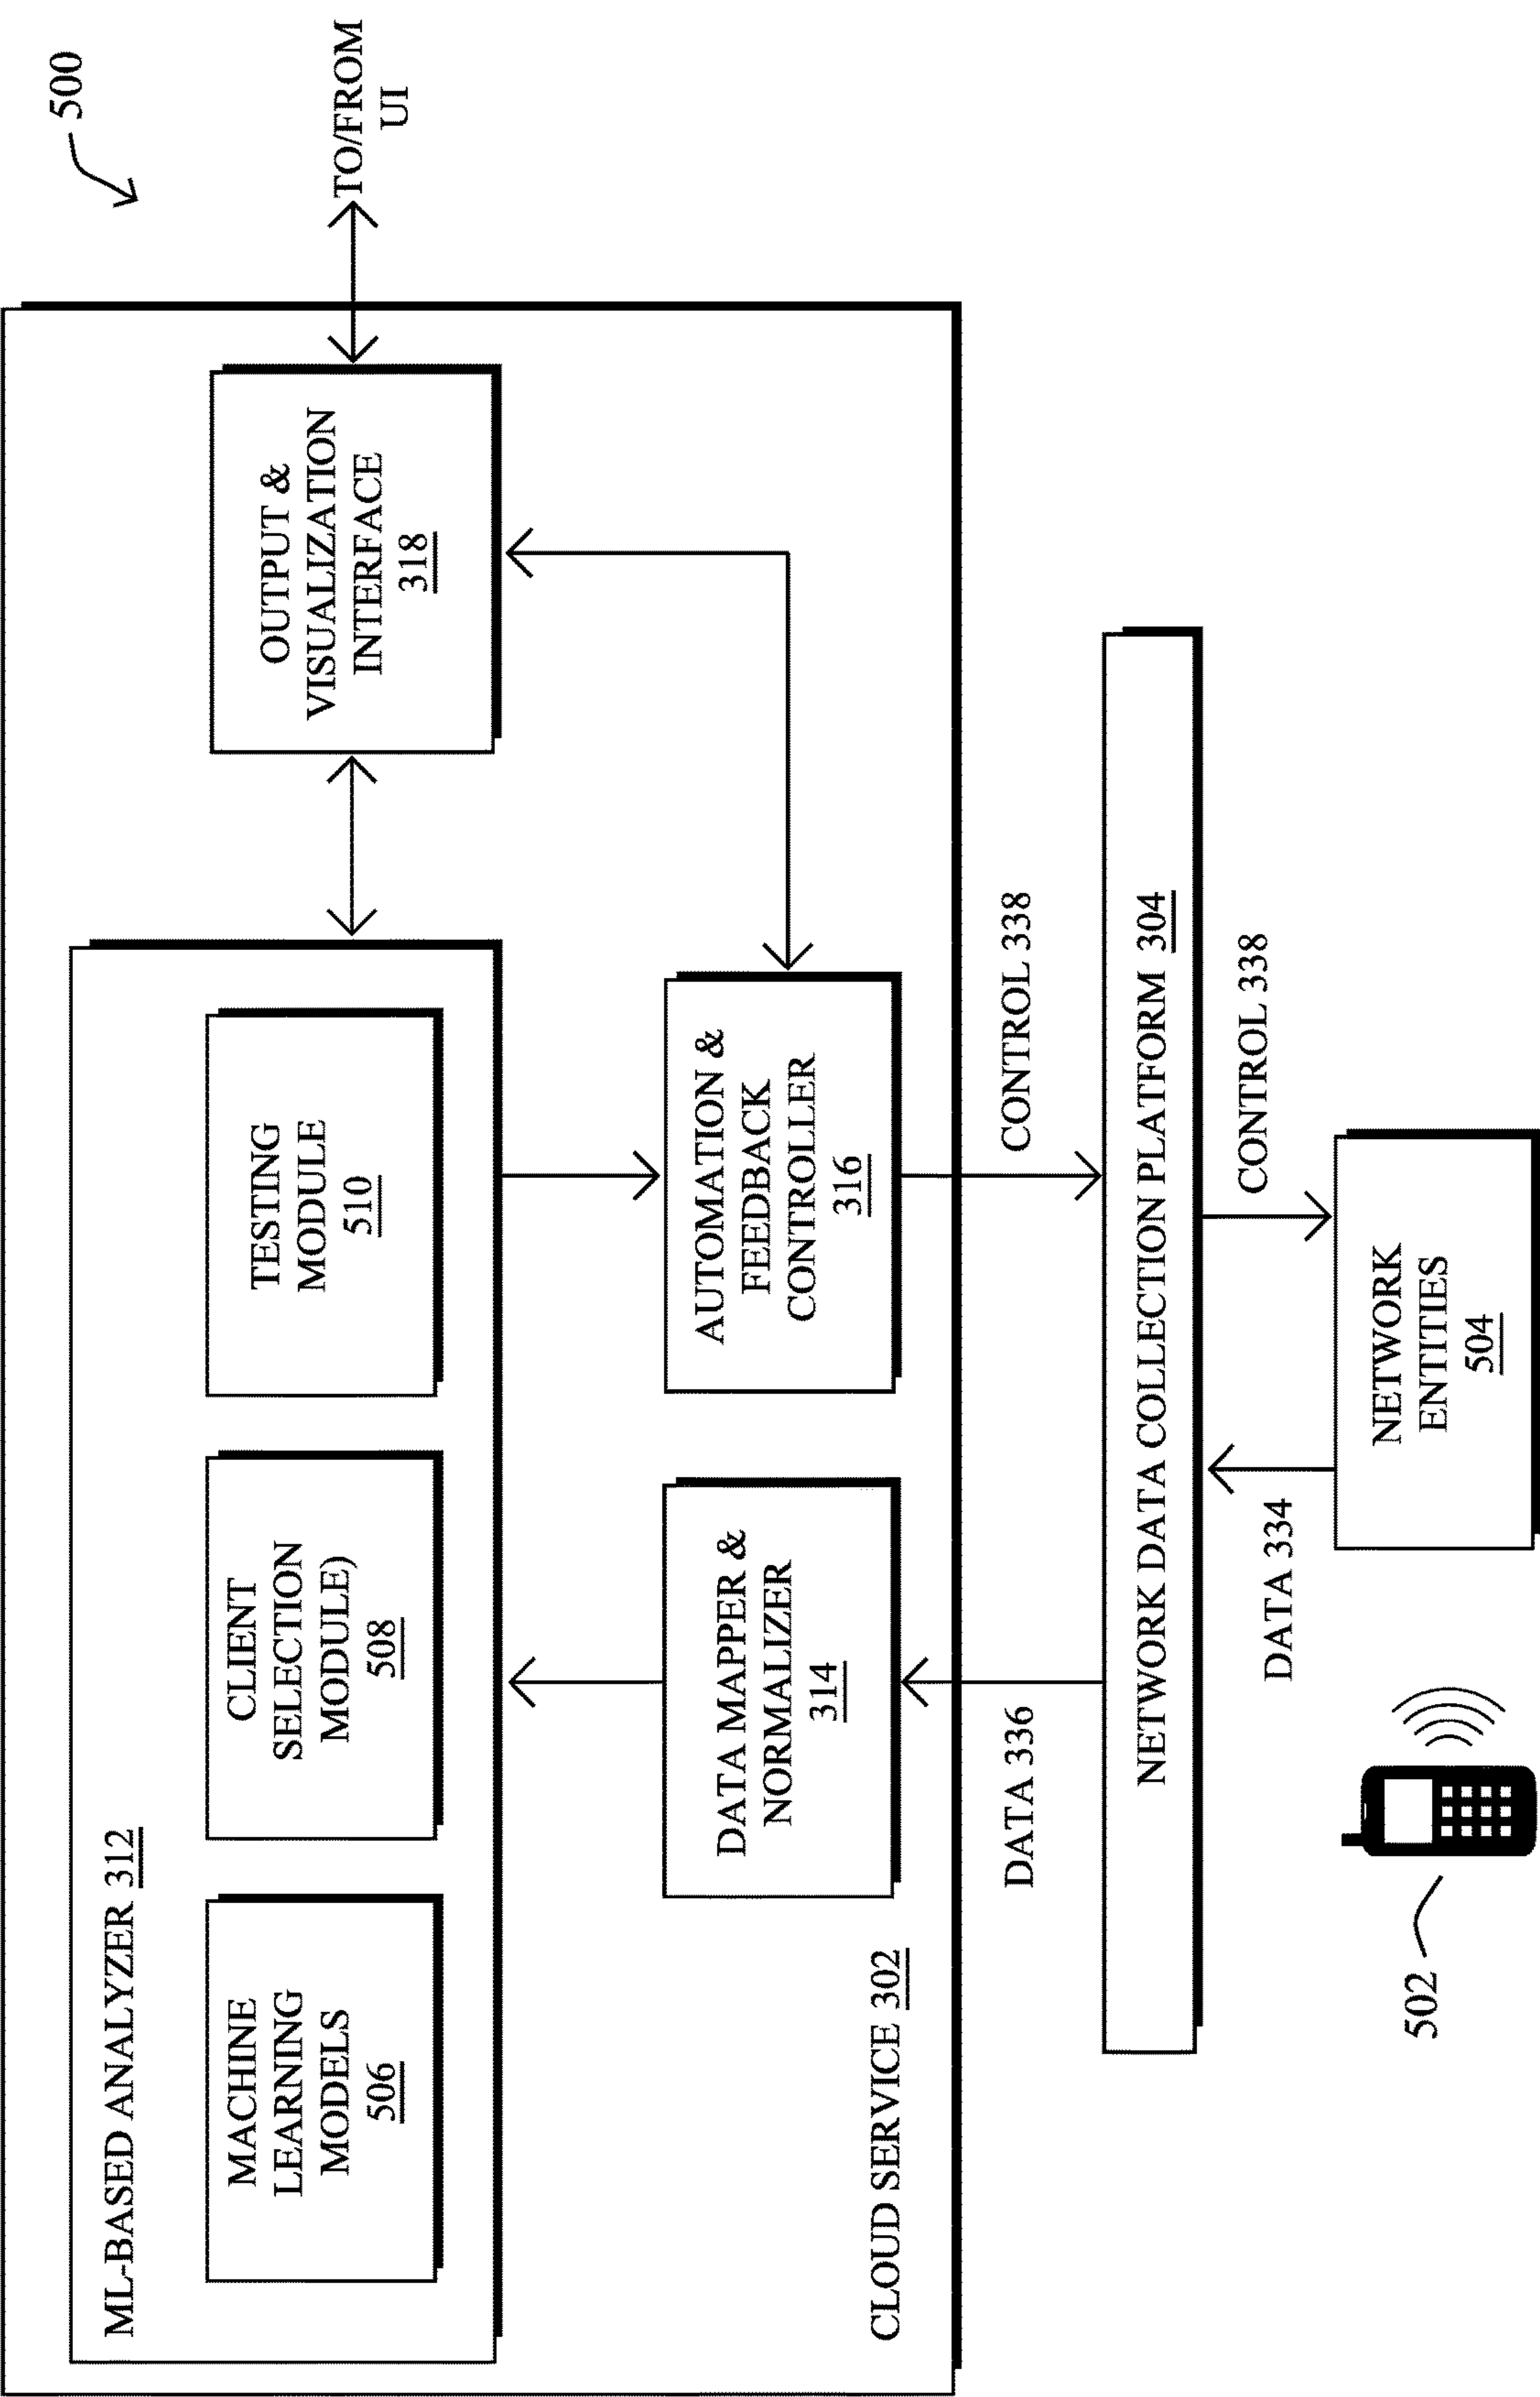 500
ML-BASED ANALYZER 312
MACHINE
LEARNING
MODELS
506
CLIENT
SELECTION
MODULE)
508
TESTING
MODULE
510
OUTPUT &
VISUALIZATION
INTERFACE
318
TO/FROM
UI
DATA MAPPER &
NORMALIZER
314
AUTOMATION &
FEEDBACK
CONTROLLER
316
CLOUD SERVICE 302
DATA 336
CONTROL 338
NETWORK DATA COLLECTION PLATFORM 304
DATA 334
CONTROL 338
502
NETWORK
ENTITIES
504